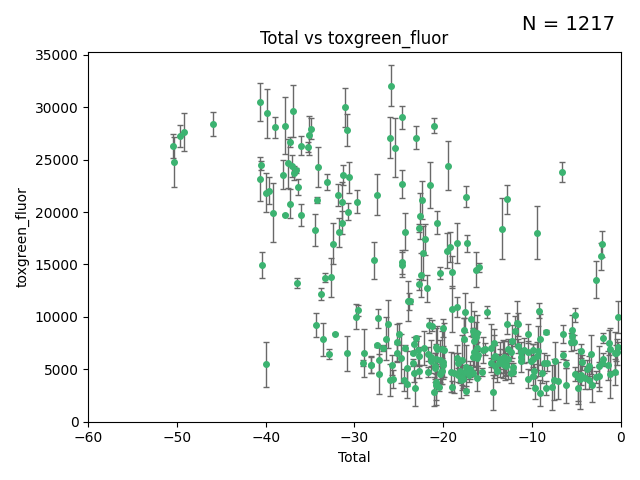 N = 1217
Total vs toxgreen_fluor
35000
30000
25000
20000
15000
10000
5000
0
toxgreen_fluor
−60 −50 −40 −30 −20 −10 0
Total